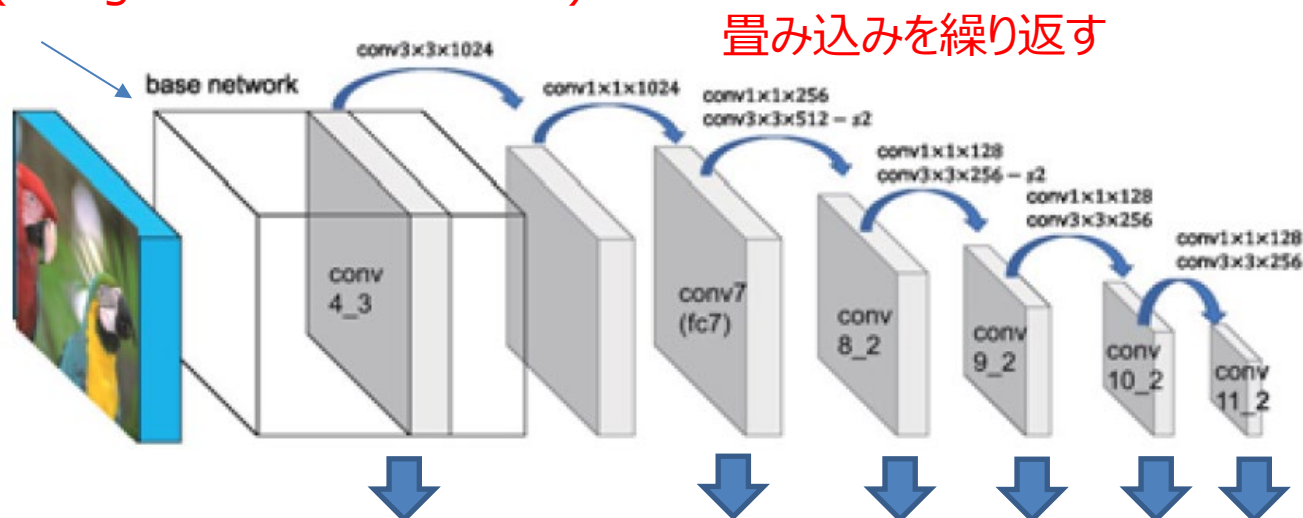 畳み込みを繰り返す
conv3×3×1024
base network
conv1×1×1024
conv1×1×256
conv3×3×512 − s2
conv1×1×128
conv3×3×256 − s2
conv1×1×128
conv3×3×256
conv1×1×128
conv3×3×256
conv
4_3
conv7
(fc7)
conv
8_2
conv
9_2
conv
10_2
conv
11_2